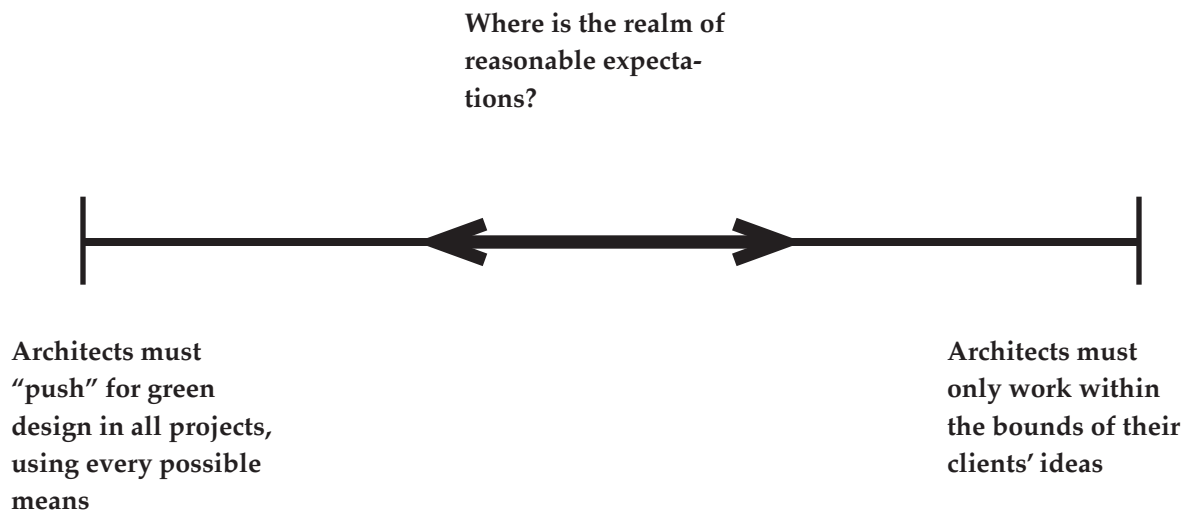 Where is the realm of
reasonable expecta-
tions?
Architects must
“push” for green
design in all projects,
using every possible
means
Architects must
only work within
the bounds of their
clients’ ideas